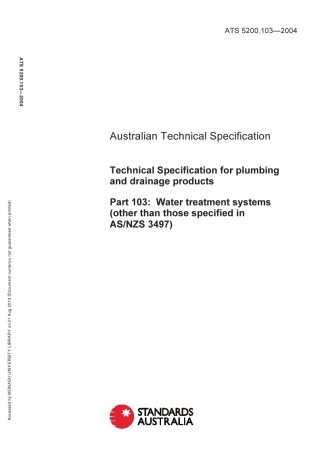 ATS 5200.103—2004
ATS 5200.103—2004
Australian Technical Specification
Technical Specification for plumbing
and drainage products
Part 103: Water treatment systems
(other than those specified in
AS/NZS 3497)
Accessed by MONASH UNIVERSITY LIBRARY on 21 Aug 2013 (Document currency not guaranteed when printed)
STANDARDS
AUSTRALIA